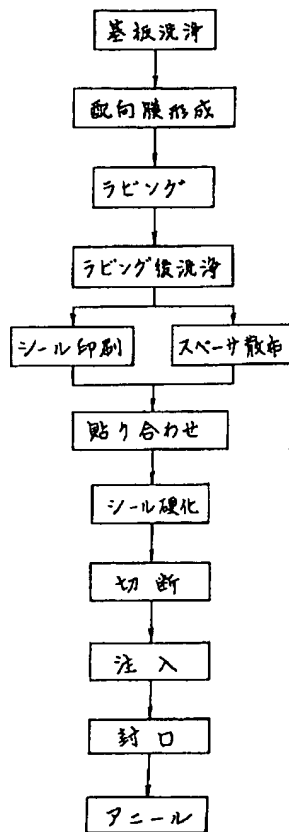 基板洗浄
配向膜形成
ラビング
ラビング後洗浄
シール印刷
スペーサ散布
貼り合わせ
シール硬化
切断
注入
封口
アニール